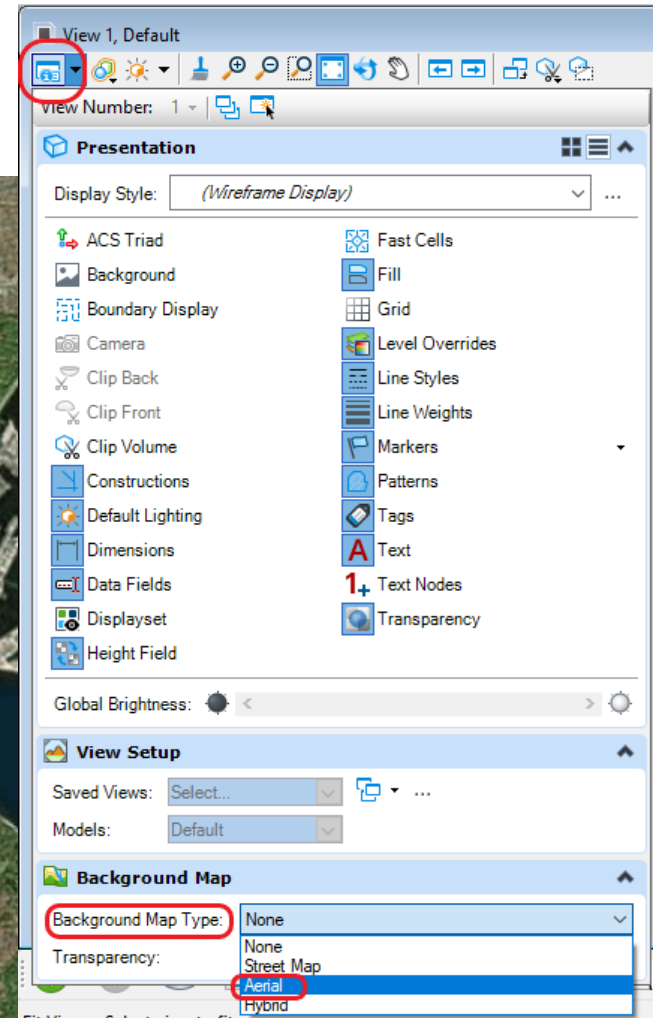 View 1, Default
View Number: 1
Presentation
Display Style: (Wireframe Display) ...
ACS Triad Fast Cells
Background Fill
Boundary Display Grid
Camera Level Overrides
Clip Back Line Styles
Clip Front Line Weights
Clip Volume Markers
Constructions Patterns
Default Lighting Tags
Dimensions A Text
Data Fields 1+ Text Nodes
Displayset Transparency
Height Field
Global Brightness: < >
View Setup
Saved Views: Select... ...
Models: Default
Background Map
Background Map Type: None
None
Transparency: Street Map
Aerial
Hybrid